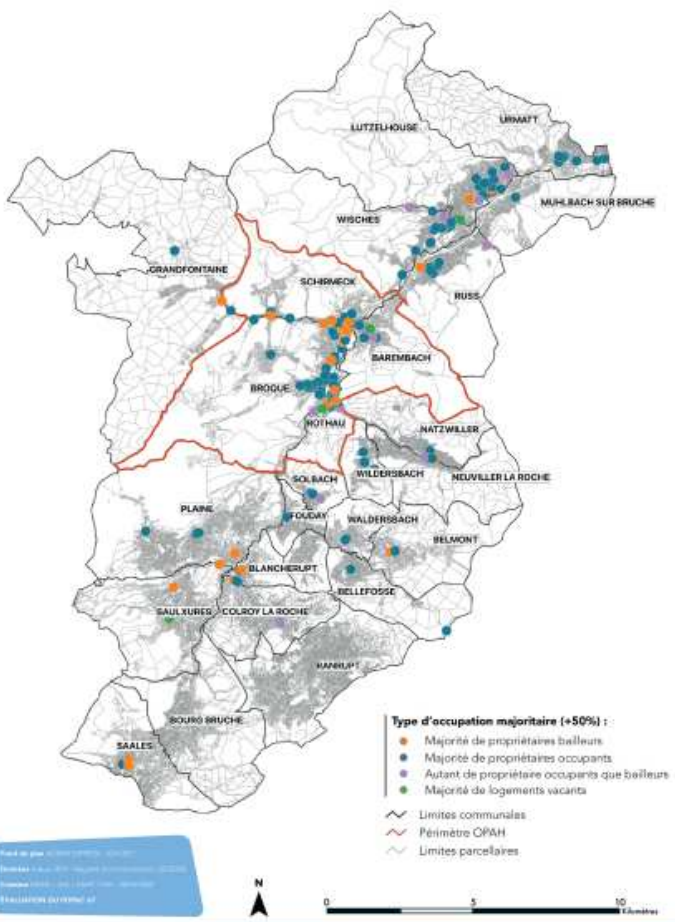 LUTZELHOUSE
URMATT
MUHLBACH SUR BRUCHE
WISCHES
GRANDFONTAINE
SCHIRMECK
RUSS
BAREMBACH
BROQUE
ROTHAU
NATZWILLER
WILDERSBACH
NEUVILLER LA ROCHE
SOLBACH
PLAINE
FOUDAY
WALDERSBACH
BELMONT
BLANCHERUPT
BELLEFOSSE
SAULXURES
COLROY LA ROCHE
RANRUPT
BOURG BRUCHE
SAALES
Type d'occupation majoritaire (+50%) :
Majorité de propriétaires bailleurs
Majorité de propriétaires occupants
Autant de propriétaire occupants que bailleurs
Majorité de logements vacants
Limites communales
Périmètre OPAH
Limites parcellaires
N
0 5 10
Kilomètres